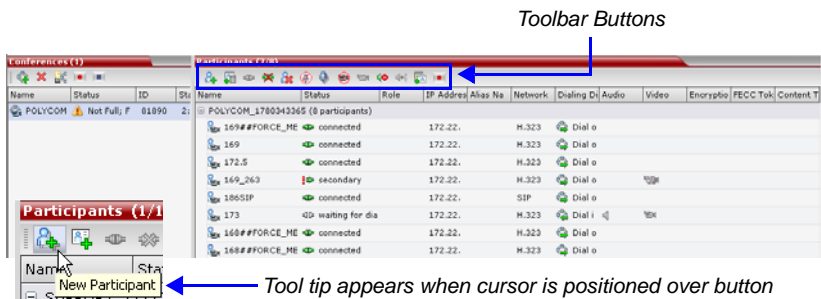 Toolbar Buttons
Conferences (1)
Participants (7/8)
Name Status ID Sta
POLYCOM Not Full; F 81890 2:
Name Status Role IP Addres Alias Na Network Dialing Di Audio Video Encryptio FECC Tok Content T
POLYCOM_1780343365 (8 participants)
169##FORCE_ME connected 172.22. H.323 Dial o
169 connected 172.22. H.323 Dial o
172.5 connected 172.22. H.323 Dial o
169_263 secondary 172.22. H.323 Dial o
186SIP connected 172.22. SIP Dial o
173 waiting for dia 172.22. H.323 Dial i
168##FORCE_ME connected 172.22. H.323 Dial o
168##FORCE_ME connected 172.22. H.323 Dial o
Participants (1/1
Name Sta
New Participant
Tool tip appears when cursor is positioned over button